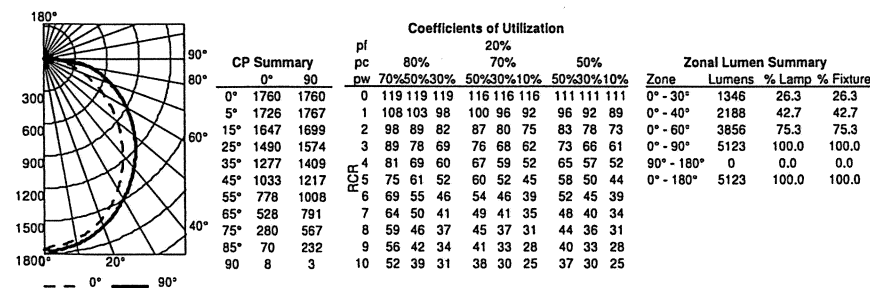 180°
90°
80°
60°
40°
20°
300
600
900
1200
1500
1800
0° 90°
CP Summary
0° 90
0° 1760 1760
5° 1726 1767
15° 1647 1699
25° 1490 1574
35° 1277 1409
45° 1033 1217
55° 778 1008
65° 528 791
75° 280 567
85° 70 232
90 8 3
Coefficients of Utilization
pf 20%
pc 80% 70% 50%
pw 70%50%30% 50%30%10% 50%30%10%
RCR
0 119 119 119 116 116 116 111 111 111
1 108 103 98 100 96 92 96 92 89
2 98 89 82 87 80 75 83 78 73
3 89 78 69 76 68 62 73 66 61
4 81 69 60 67 59 52 65 57 52
5 75 61 52 60 52 45 58 50 44
6 69 55 46 54 46 39 52 45 39
7 64 50 41 49 41 35 48 40 34
8 59 46 37 45 37 31 44 36 31
9 56 42 34 41 33 28 40 33 28
10 52 39 31 38 30 25 37 30 25
Zonal Lumen Summary
Zone Lumens % Lamp % Fixture
0° - 30° 1346 26.3 26.3
0° - 40° 2188 42.7 42.7
0° - 60° 3856 75.3 75.3
0° - 90° 5123 100.0 100.0
90° - 180° 0 0.0 0.0
0° - 180° 5123 100.0 100.0